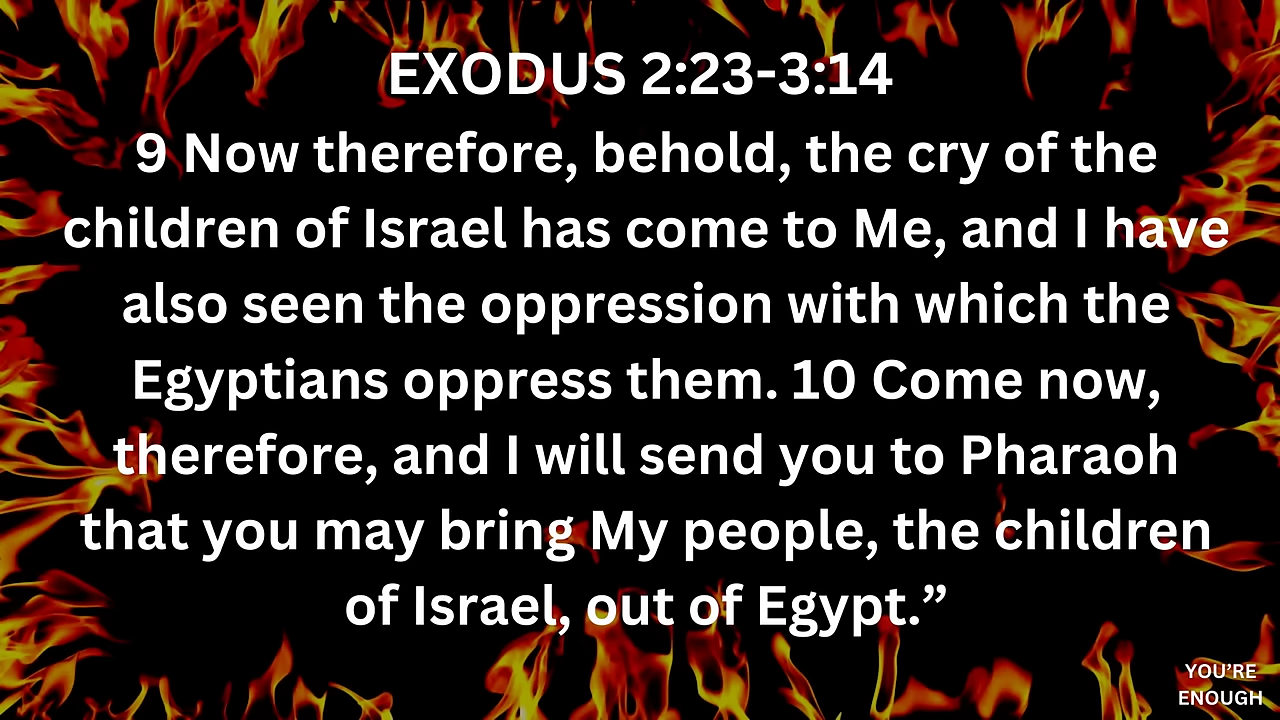 EXODUS 2:23-3:14
9 Now therefore, behold, the cry of the
children of Israel has come to Me, and I have
also seen the oppression with which the
Egyptians oppress them. 10 Come now,
therefore, and I will send you to Pharaoh
that you may bring My people, the children
of Israel, out of Egypt.”
YOU’RE
ENOUGH